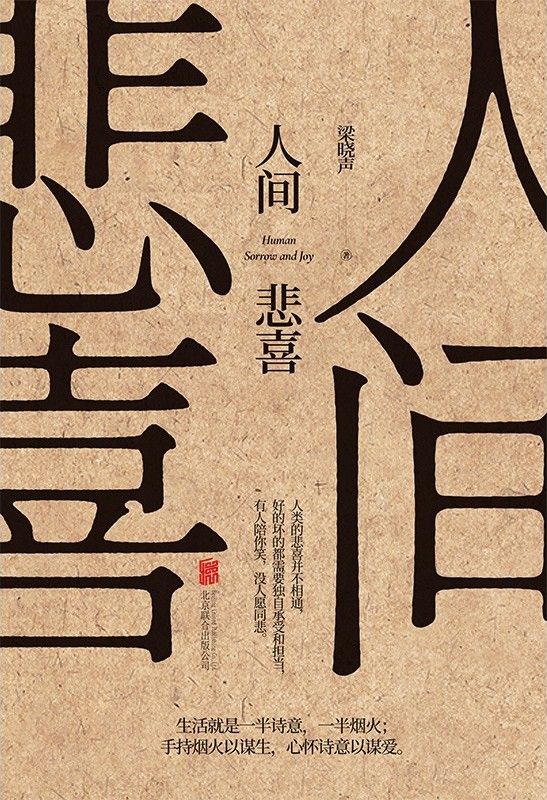 人间
悲喜
梁晓声
著
人间
Human
Sorrow and Joy
悲喜
人类的悲喜并不相通，
好的坏的都需要独自承受和担当，
有人陪你笑，没人愿同悲。
北京联合出版公司
生活就是一半诗意，一半烟火；
手持烟火以谋生，心怀诗意以谋爱。